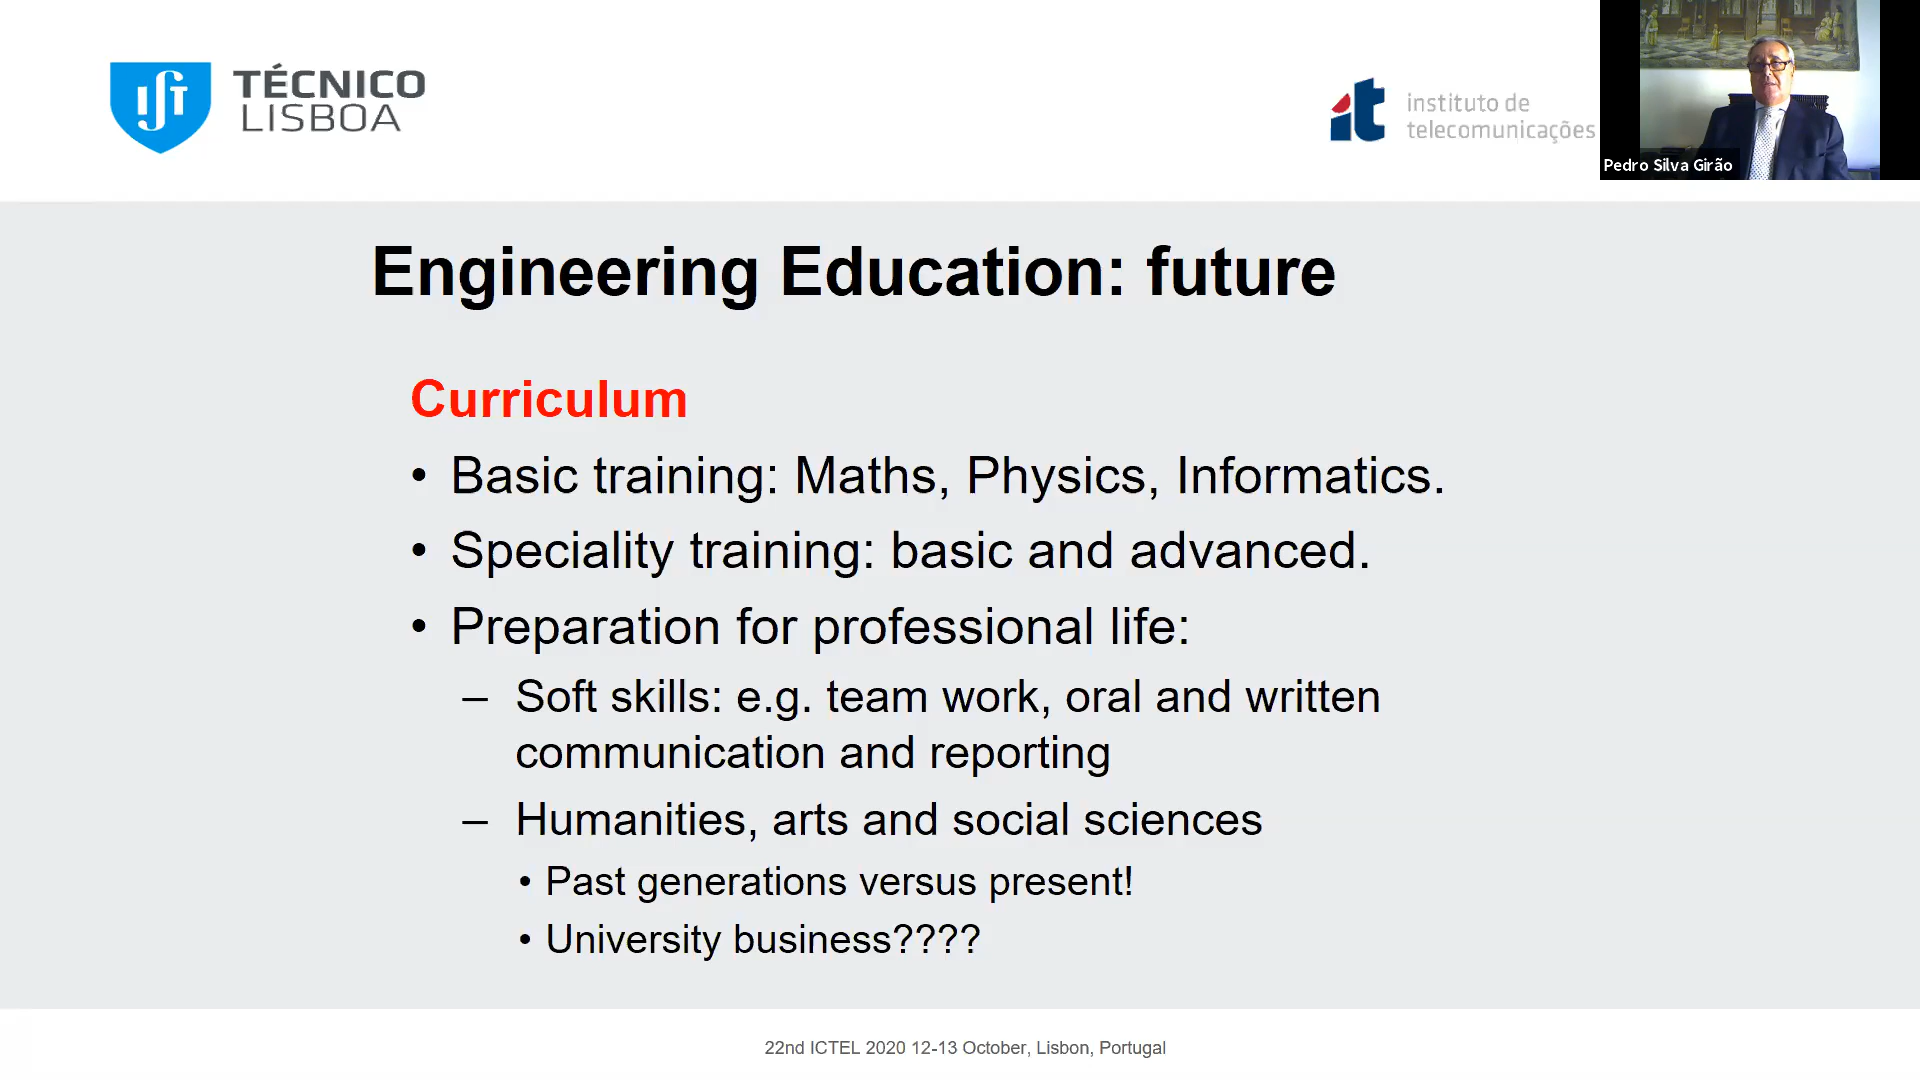 TÉCNICO
LISBOA
instituto de
telecomunicações
Pedro Silva Girão
Engineering Education: future
Curriculum
• Basic training: Maths, Physics, Informatics.
• Speciality training: basic and advanced.
• Preparation for professional life:
– Soft skills: e.g. team work, oral and written
communication and reporting
– Humanities, arts and social sciences
• Past generations versus present!
• University business????
22nd ICTEL 2020 12-13 October, Lisbon, Portugal